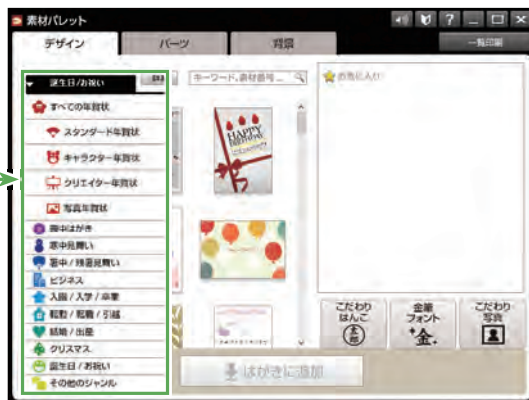 素材パレット
?
デザイン
パーツ
背景
一覧印刷
誕生日/お祝い
キーワード、素材番号...
お気に入り
すべての年賀状
スタンダード年賀状
キャラクター年賀状
クリエイター年賀状
写真年賀状
喪中はがき
寒中見舞い
暑中/残暑見舞い
ビジネス
入園/入学/卒業
転勤/転職/引越
結婚/出産
クリスマス
誕生日/お祝い
その他のジャンル
HAPPY
BIRTHDAY
こだわり
はんこ
金筆
フォント
金
こだわり
写真
はがきに追加